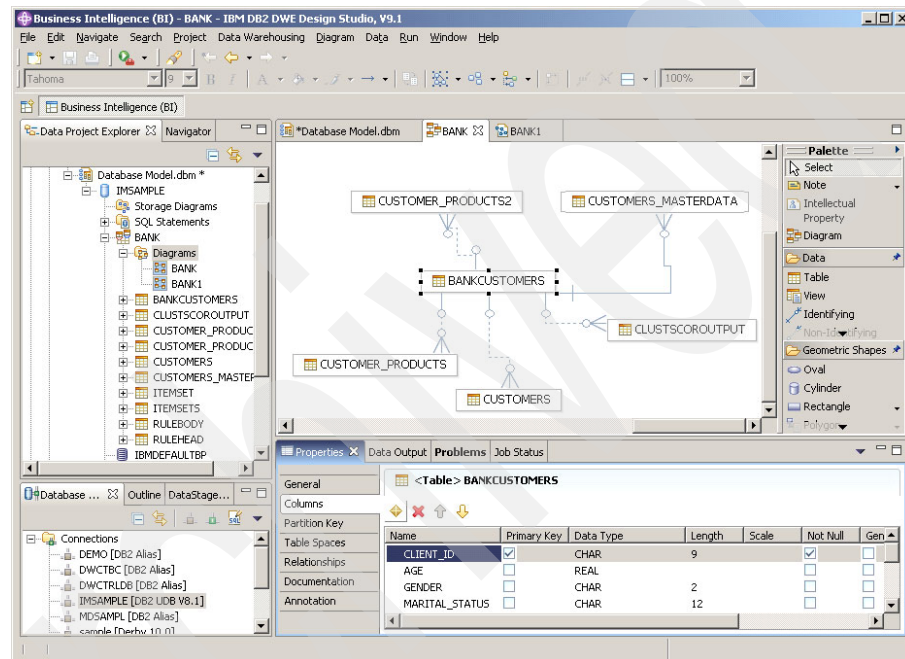 Business Intelligence (BI) - BANK - IBM DB2 DWE Design Studio, V9.1
File Edit Navigate Search Project Data Warehousing Diagram Data Run Window Help
Tahoma 9 B I A 100%
Business Intelligence (BI)
Data Project Explorer Navigator
Database Model.dbm *
IMSAMPLE
Storage Diagrams
SQL Statements
BANK
Diagrams
BANK
BANK1
BANKCUSTOMERS
CLUSTSCOROUTPUT
CUSTOMER_PRODUC
CUSTOMER_PRODUC
CUSTOMERS
CUSTOMERS_MASTER
ITEMSET
ITEMSETS
RULEBODY
RULEHEAD
IBMDEFAULTBP
*Database Model.dbm BANK BANK1
CUSTOMER_PRODUCTS2
CUSTOMERS_MASTERDATA
BANKCUSTOMERS
CLUSTSCOROUTPUT
CUSTOMER_PRODUCTS
CUSTOMERS
Palette
Select
Note
Intellectual
Property
Diagram
Data
Table
View
Identifying
Non-Identifying
Geometric Shapes
Oval
Cylinder
Rectangle
Polygon
Database ... Outline DataStage...
Connections
DEMO [DB2 Alias]
DWCTBC [DB2 Alias]
DWCTRLDB [DB2 Alias]
IMSAMPLE [DB2 UDB V8.1]
MDSAMPL [DB2 Alias]
sample [Derby 10.0]
Properties Data Output Problems Job Status
General
Columns
Partition Key
Table Spaces
Relationships
Documentation
Annotation
<Table> BANKCUSTOMERS
Name Primary Key Data Type Length Scale Not Null Gen
CLIENT_ID CHAR 9
AGE REAL
GENDER CHAR 2
MARITAL_STATUS CHAR 12